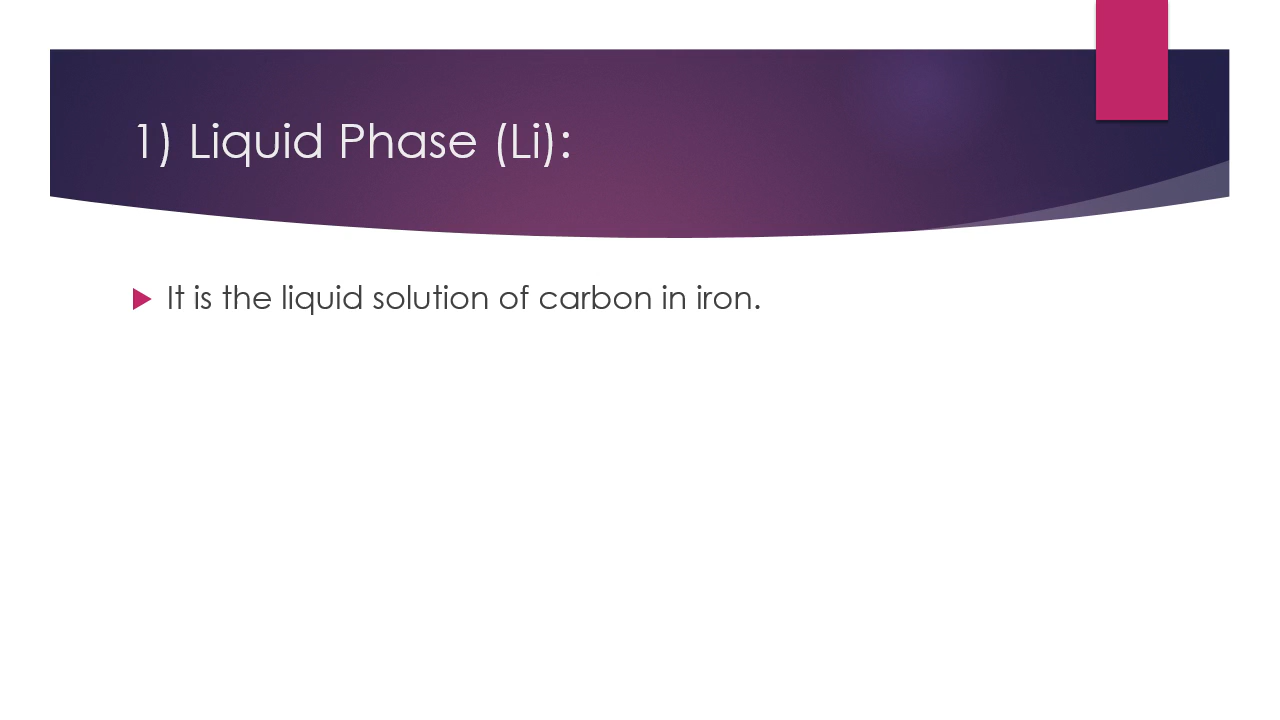 1) Liquid Phase (Li):
It is the liquid solution of carbon in iron.